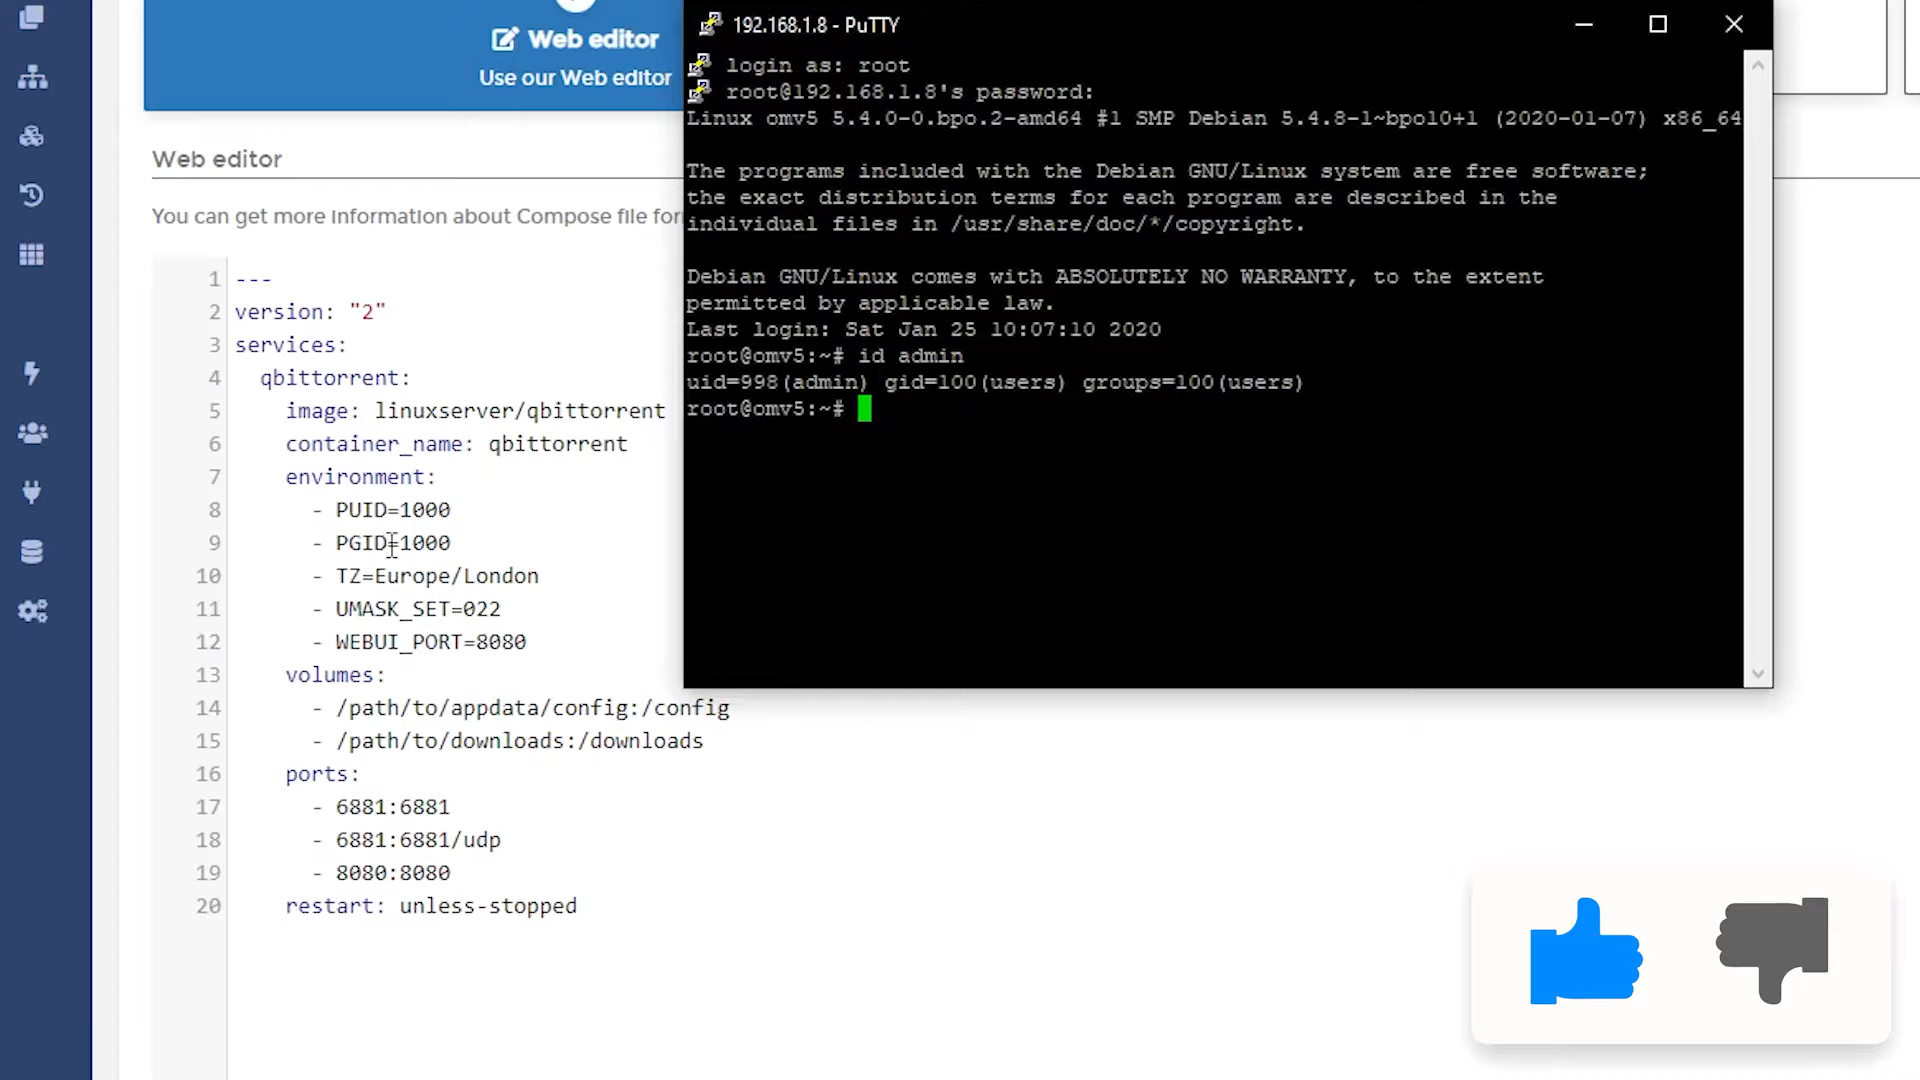 Web editor
Use our Web editor
Web editor
You can get more information about Compose file for
1 ---
2 version: "2"
3 services:
4 qbittorrent:
5 image: linuxserver/qbittorrent
6 container_name: qbittorrent
7 environment:
8 - PUID=1000
9 - PGID=1000
10 - TZ=Europe/London
11 - UMASK_SET=022
12 - WEBUI_PORT=8080
13 volumes:
14 - /path/to/appdata/config:/config
15 - /path/to/downloads:/downloads
16 ports:
17 - 6881:6881
18 - 6881:6881/udp
19 - 8080:8080
20 restart: unless-stopped
192.168.1.8 - PuTTY
login as: root
root@192.168.1.8's password:
Linux omv5 5.4.0-0.bpo.2-amd64 #1 SMP Debian 5.4.8-1~bpo10+1 (2020-01-07) x86_64
The programs included with the Debian GNU/Linux system are free software;
the exact distribution terms for each program are described in the
individual files in /usr/share/doc/*/copyright.
Debian GNU/Linux comes with ABSOLUTELY NO WARRANTY, to the extent
permitted by applicable law.
Last login: Sat Jan 25 10:07:10 2020
root@omv5:~# id admin
uid=998(admin) gid=100(users) groups=100(users)
root@omv5:~#